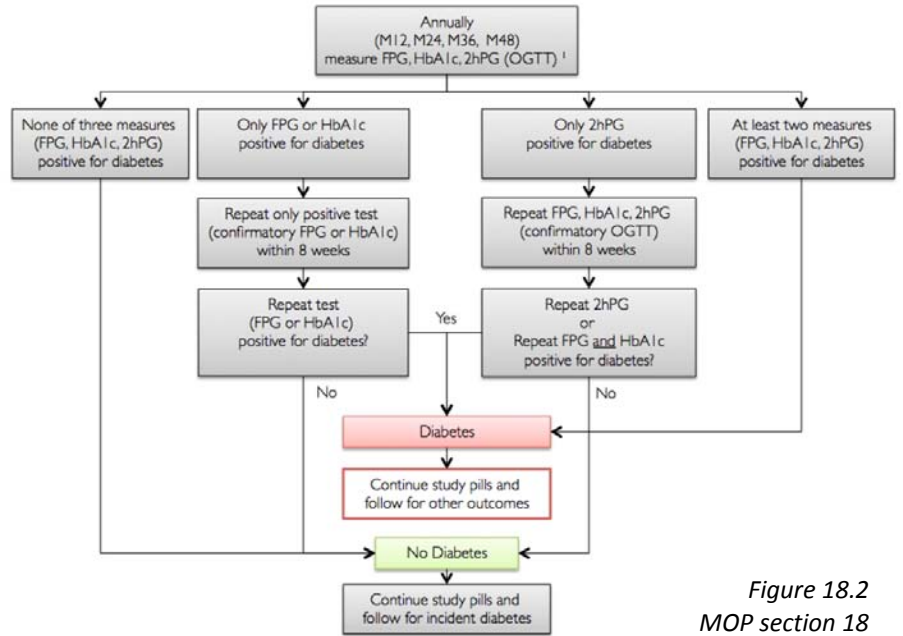 Annually
(M12, M24, M36, M48)
measure FPG, HbA1c, 2hPG (OGTT) 1
None of three measures
(FPG, HbA1c, 2hPG)
positive for diabetes
Only FPG or HbA1c
positive for diabetes
Only 2hPG
positive for diabetes
At least two measures
(FPG, HbA1c, 2hPG)
positive for diabetes
Repeat only positive test
(confirmatory FPG or HbA1c)
within 8 weeks
Repeat FPG, HbA1c, 2hPG
(confirmatory OGTT)
within 8 weeks
Repeat test
(FPG or HbA1c)
positive for diabetes?
Yes
Repeat 2hPG
or
Repeat FPG and HbA1c
positive for diabetes?
No
No
Diabetes
Continue study pills and
follow for other outcomes
No Diabetes
Continue study pills and
follow for incident diabetes
Figure 18.2
MOP section 18